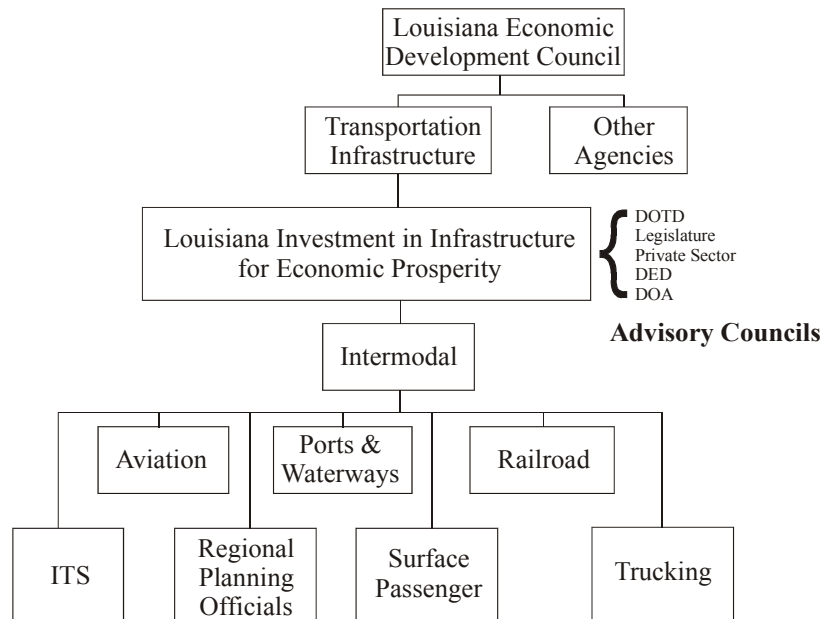 Louisiana Economic
Development Council
Transportation
Infrastructure
Other
Agencies
Louisiana Investment in Infrastructure
for Economic Prosperity
{
DOTD
Legislature
Private Sector
DED
DOA
Advisory Councils
Intermodal
Aviation
Ports &
Waterways
Railroad
ITS
Regional
Planning
Officials
Surface
Passenger
Trucking